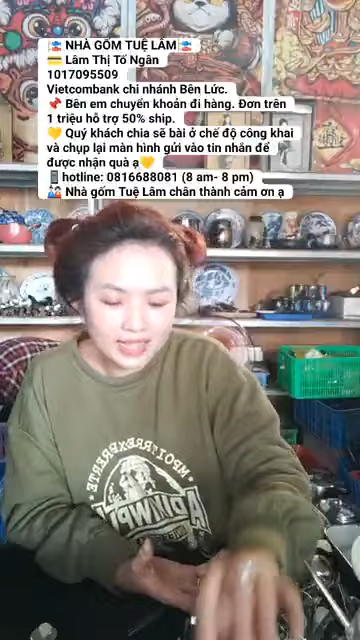 🎏 NHÀ GỐM TUỆ LÂM🎏
💳 Lâm Thị Tố Ngân
1017095509
Vietcombank chi nhánh Bên Lức.
📌 Bên em chuyển khoản đi hàng. Đơn trên
1 triệu hỗ trợ 50% ship.
💛 Quý khách chia sẽ bài ở chế độ công khai
và chụp lại màn hình gửi vào tin nhắn để
được nhận quà ạ💛
📱hotline: 0816688081 (8 am- 8 pm)
👩‍👦 Nhà gốm Tuệ Lâm chân thành cảm ơn ạ